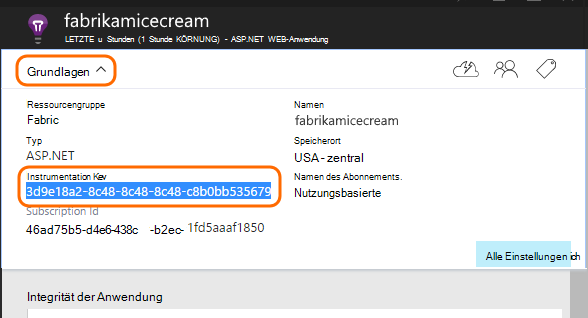 fabrikamicecream
LETZTE u Stunden (1 Stunde KÖRNUNG) - ASP.NET WEB-Anwendung
Grundlagen
Ressourcengruppe
Fabric
Namen
fabrikamicecream
Typ
ASP.NET
Speicherort
USA - zentral
Instrumentation Kev
3d9e18a2-8c48-8c48-8c48-c8b0bb535679
Namen des Abonnements.
Nutzungsbasierte
Subscription Id
46ad75b5-d4e6-438c -b2ec- 1fd5aaaf1850
Alle Einstellungen ich
Integrität der Anwendung